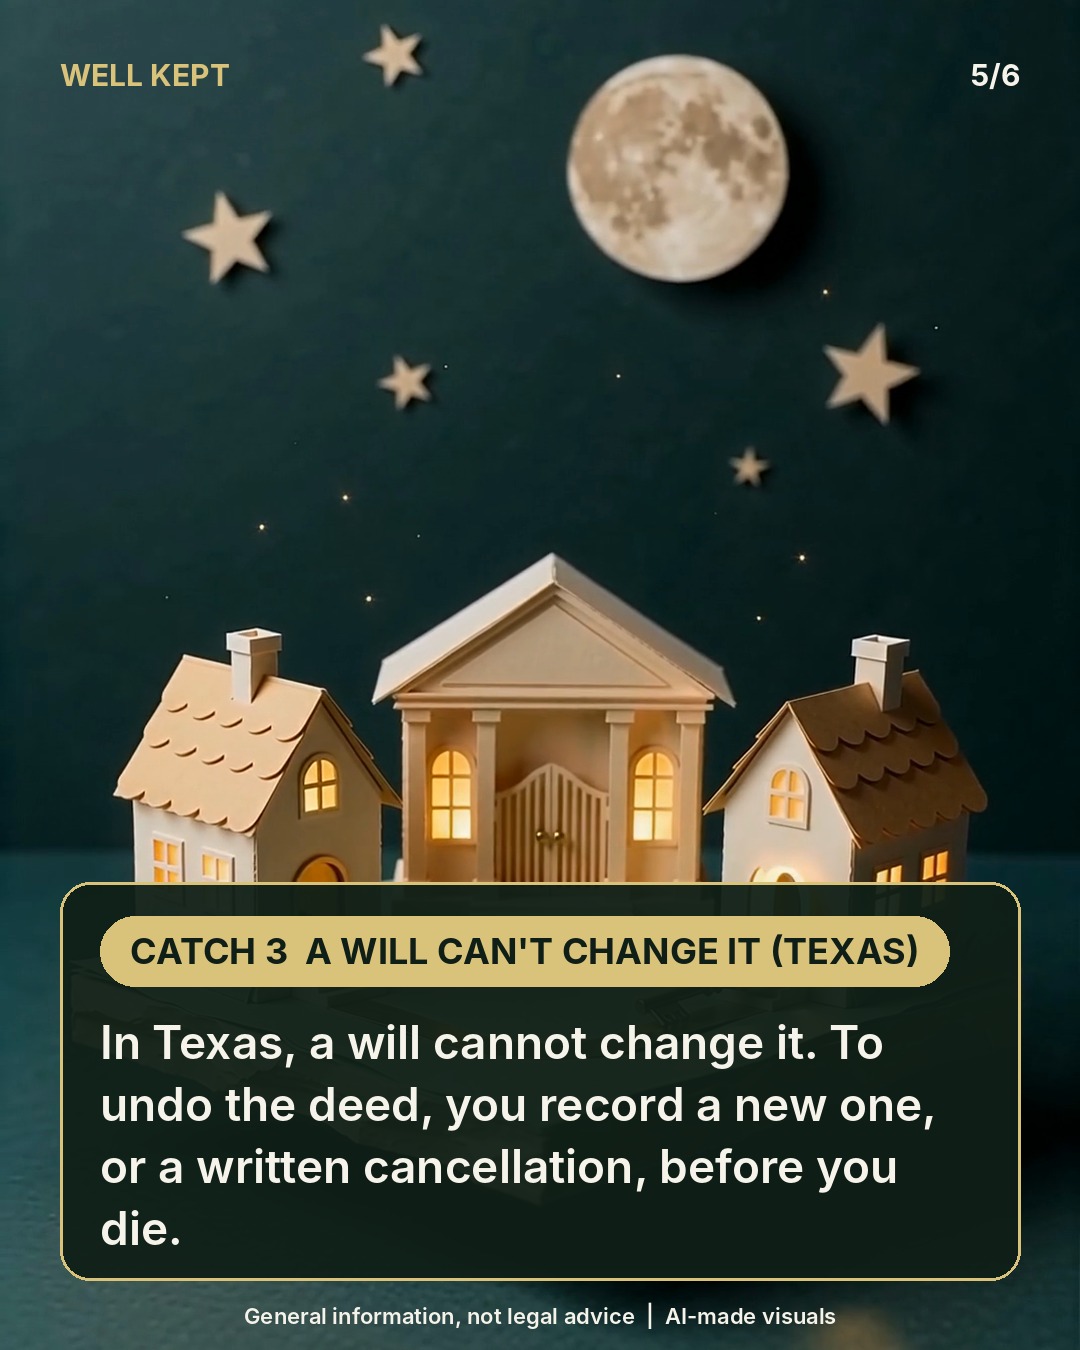 WELL KEPT
5/6
CATCH 3 A WILL CAN'T CHANGE IT (TEXAS)
In Texas, a will cannot change it. To
undo the deed, you record a new one,
or a written cancellation, before you
die.
General information, not legal advice | AI-made visuals